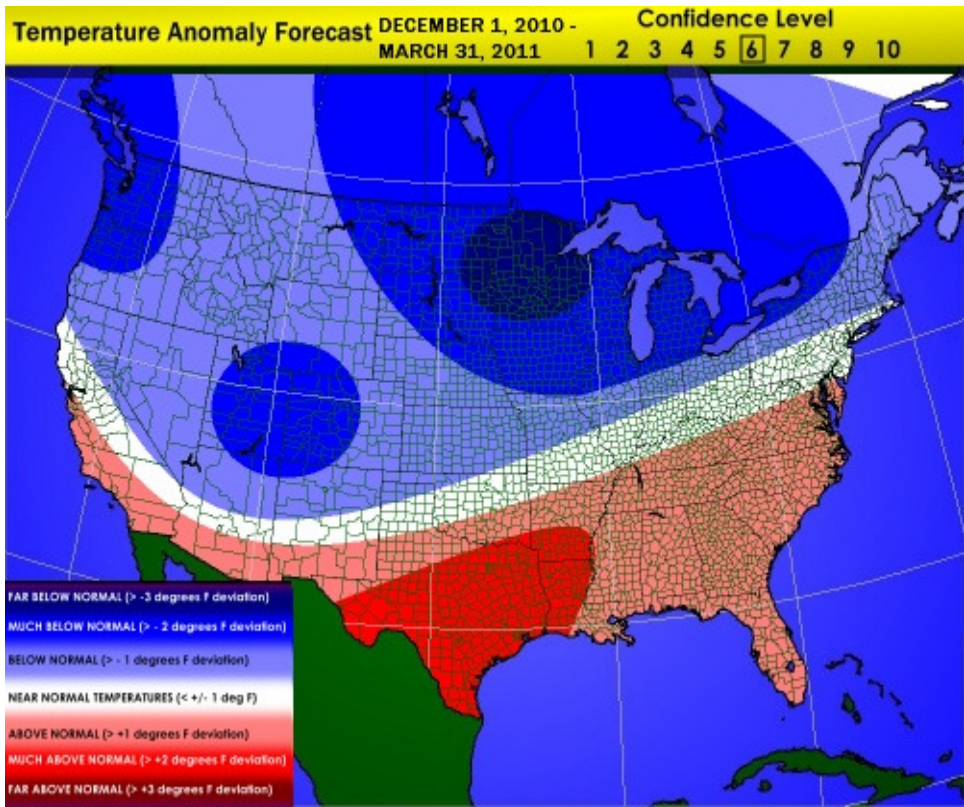 Temperature Anomaly Forecast
DECEMBER 1, 2010 -
MARCH 31, 2011
Confidence Level
1 2 3 4 5 6 7 8 9 10
FAR BELOW NORMAL (> -3 degrees F deviation)
MUCH BELOW NORMAL (> - 2 degrees F deviation)
BELOW NORMAL (> - 1 degrees F deviation)
NEAR NORMAL TEMPERATURES (< +/- 1 deg F)
ABOVE NORMAL (> +1 degrees F deviation)
MUCH ABOVE NORMAL (> +2 degrees F deviation)
FAR ABOVE NORMAL (> +3 degrees F deviation)